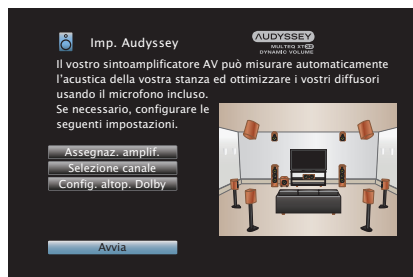 Imp. Audyssey
AUDYSSEY
MULTEQ XT32
DYNAMIC VOLUME
Il vostro sintoamplificatore AV può misurare automaticamente
l'acustica della vostra stanza ed ottimizzare i vostri diffusori
usando il microfono incluso.
Se necessario, configurare le
seguenti impostazioni.
Assegnaz. amplif.
Selezione canale
Config. altop. Dolby
Avvia